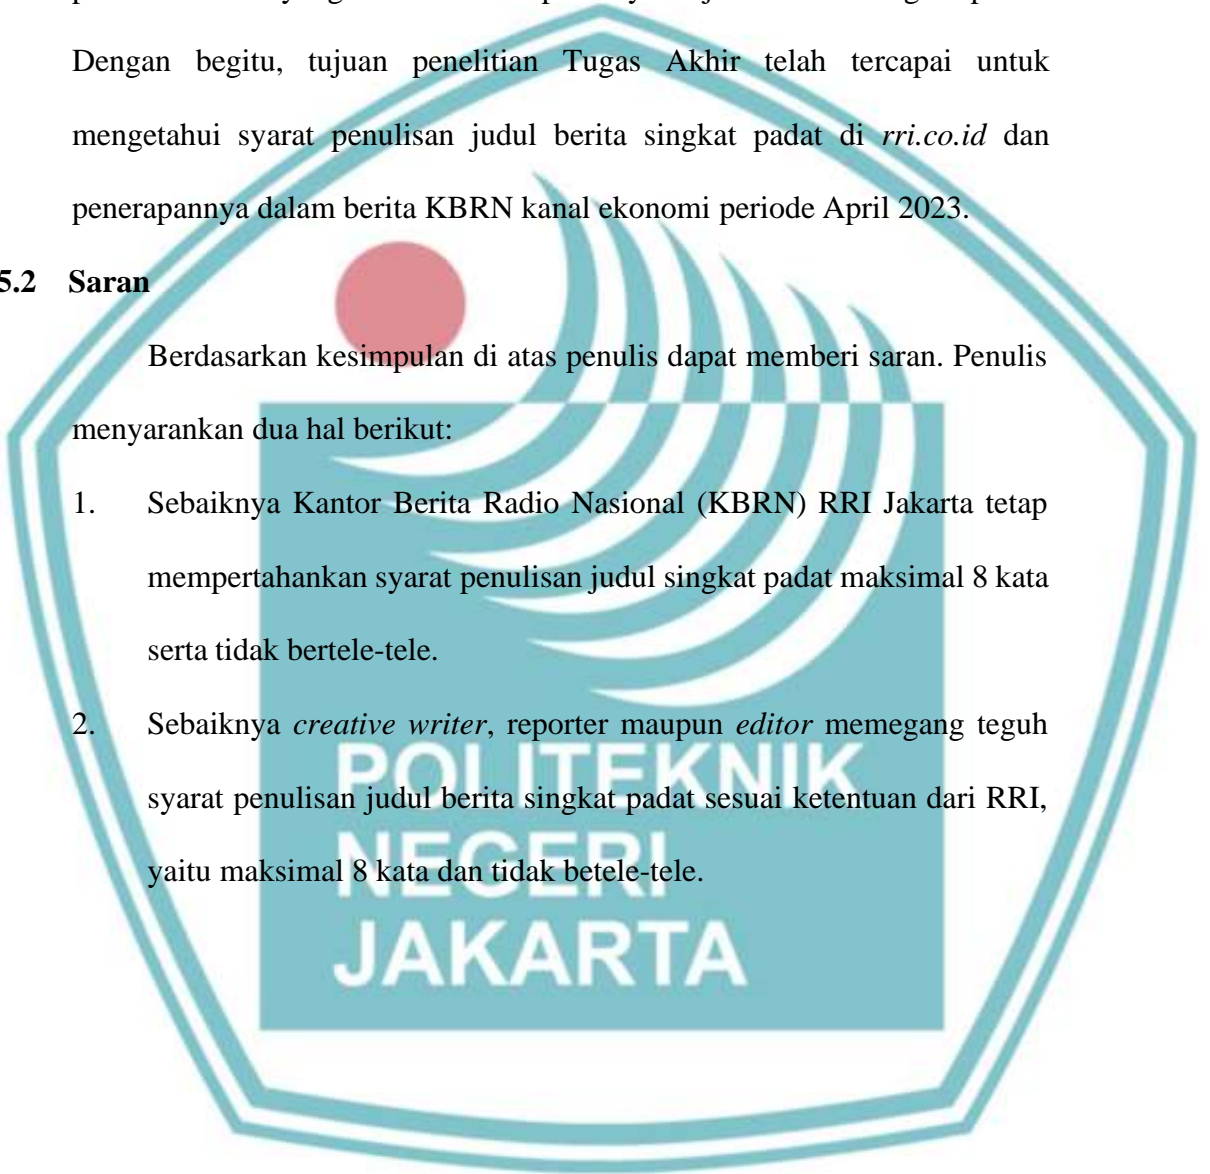 Dengan begitu, tujuan penelitian Tugas Akhir telah tercapai untuk
mengetahui syarat penulisan judul berita singkat padat di rri.co.id dan
penerapannya dalam berita KBRN kanal ekonomi periode April 2023.
5.2 Saran
Berdasarkan kesimpulan di atas penulis dapat memberi saran. Penulis
menyarankan dua hal berikut:
1. Sebaiknya Kantor Berita Radio Nasional (KBRN) RRI Jakarta tetap
mempertahankan syarat penulisan judul singkat padat maksimal 8 kata
serta tidak bertele-tele.
2. Sebaiknya creative writer, reporter maupun editor memegang teguh
syarat penulisan judul berita singkat padat sesuai ketentuan dari RRI,
yaitu maksimal 8 kata dan tidak betele-tele.
POLITEKNIK
NEGERI
JAKARTA